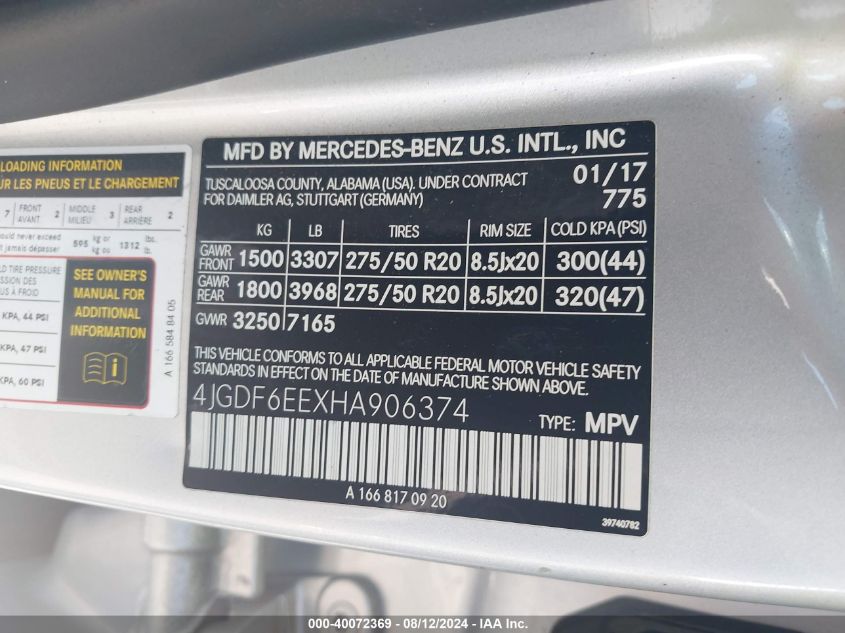 LOADING INFORMATION
UR LES PNEUS ET LE CHARGEMENT
7 FRONT AVANT 2 MIDDLE MILIEU 3 REAR ARRIÈRE 2
ould never exceed 595 kg or 1312 lbs.
t jamais dépasser kg ou lb.
D TIRE PRESSURE
ESSION DES
S À FROID
KPA, 44 PSI
KPA, 47 PSI
KPA, 60 PSI
SEE OWNER'S
MANUAL FOR
ADDITIONAL
INFORMATION
A 166 584 84 05
MFD BY MERCEDES-BENZ U.S. INTL., INC
TUSCALOOSA COUNTY, ALABAMA (USA). UNDER CONTRACT
FOR DAIMLER AG, STUTTGART (GERMANY)
01/17
775
KG LB TIRES RIM SIZE COLD KPA (PSI)
GAWR FRONT 1500 3307 275/50 R20 8.5Jx20 300(44)
GAWR REAR 1800 3968 275/50 R20 8.5Jx20 320(47)
GVWR 3250 7165
THIS VEHICLE CONFORMS TO ALL APPLICABLE FEDERAL MOTOR VEHICLE SAFETY
STANDARDS IN EFFECT ON THE DATE OF MANUFACTURE SHOWN ABOVE.
4JGDF6EEXHA906374
TYPE: MPV
A 166 817 09 20
39740782
000-40072369 - 08/12/2024 - IAA Inc.